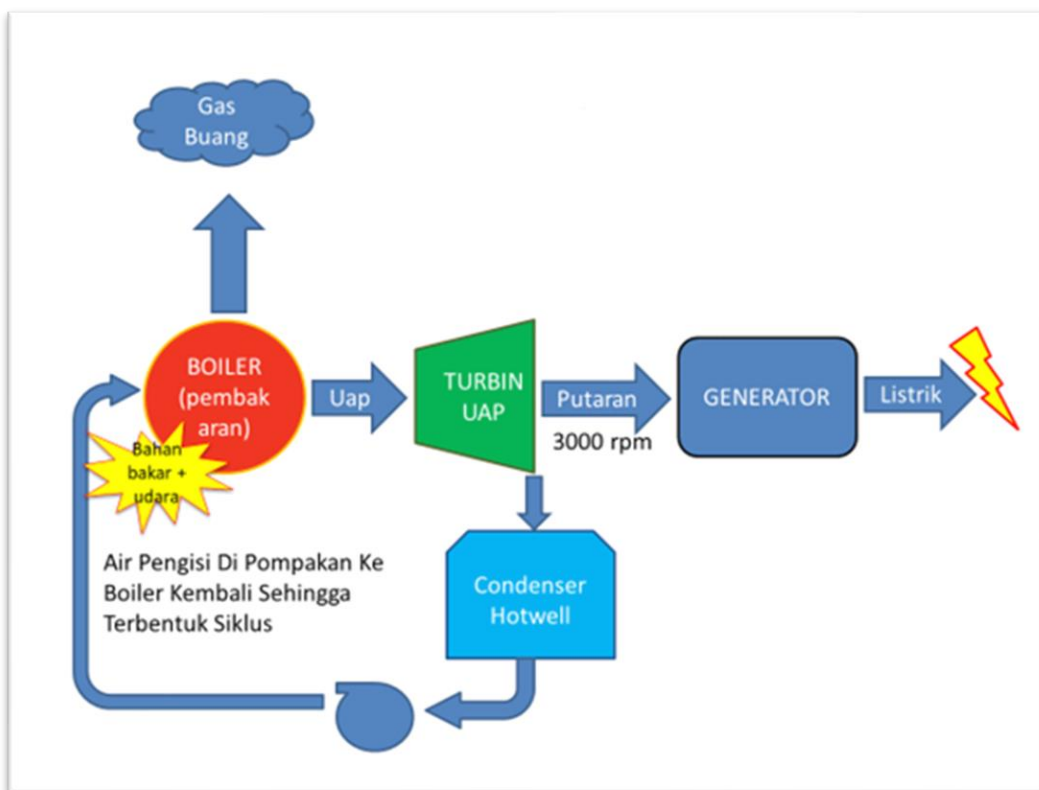 Gas
Buang
BOILER
(pembak
aran)
Bahan
bakar +
udara
Uap
TURBIN
UAP
Putaran
3000 rpm
GENERATOR
Listrik
Condenser
Hotwell
Air Pengisi Di Pompakan Ke
Boiler Kembali Sehingga
Terbentuk Siklus